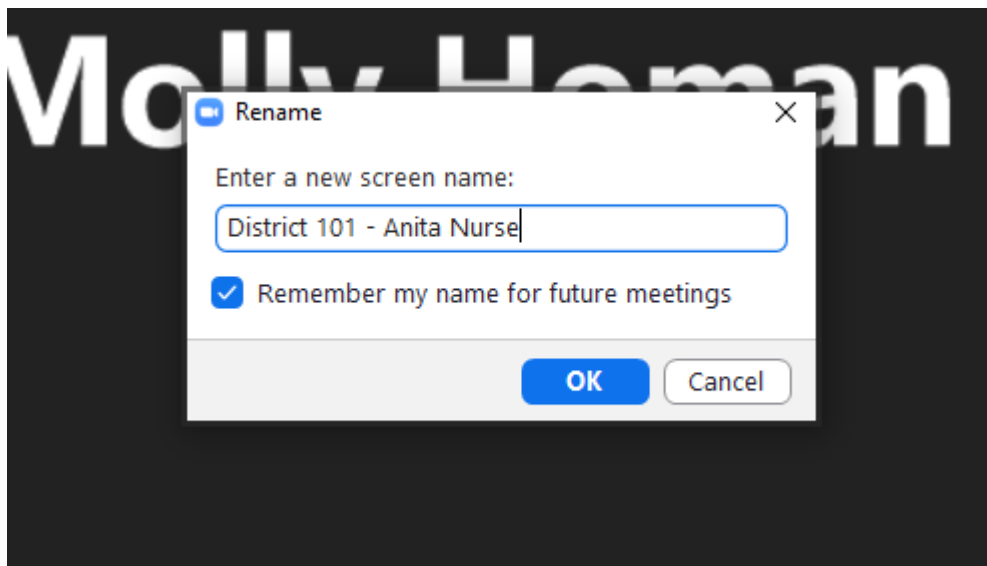 Molly Homan
Rename
Enter a new screen name:
District 101 - Anita Nurse
Remember my name for future meetings
OK
Cancel